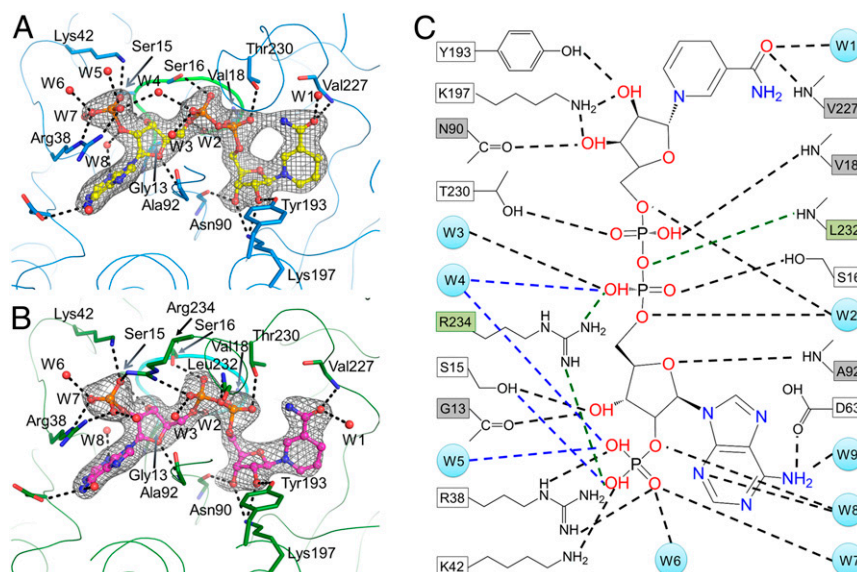 A
Lys42
Ser15
Thr230
W5
Ser16
Val18
W6
W4
W1
Val227
W7
Arg38
W3
W2
W8
Gly13
Ala92
Tyr193
Asn90
Lys197
B
Arg234
Lys42
Ser15
Ser16
Thr230
Val18
W6
Leu232
Val227
W7
Arg38
W3
W2
W1
W8
Gly13
Ala92
Tyr193
Asn90
Lys197
C
Y193
OH
O
W1
K197
NH2
OH
N
NH2
HN
V227
N90
O
OH
O
HN
V18
T230
OH
O
O=P-OH
HN
L232
W3
O
HO
S16
W4
OH-P=O
R234
H
N
NH2
NH
O
W2
S15
OH
O
HN
A92
G13
O
OH
O
N
N
OH
D63
O
W5
OH
P
O
OH
N
N
NH2
W9
W8
R38
H
N
NH2
NH
K42
NH2
W6
W7